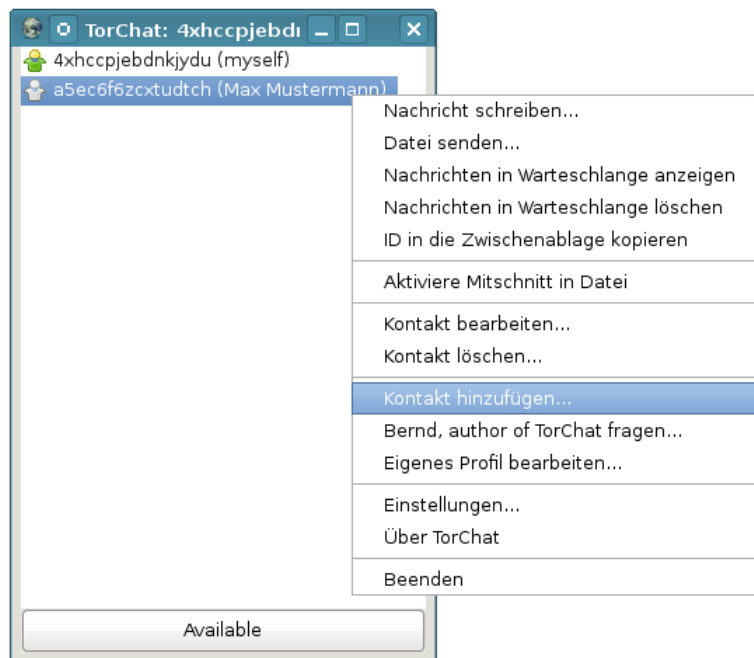 TorChat: 4xhccpjebdı
4xhccpjebdnkjydu (myself)
a5ec6f6zcxtudtch (Max Mustermann)
Nachricht schreiben...
Datei senden...
Nachrichten in Warteschlange anzeigen
Nachrichten in Warteschlange löschen
ID in die Zwischenablage kopieren
Aktiviere Mitschnitt in Datei
Kontakt bearbeiten...
Kontakt löschen...
Kontakt hinzufügen...
Bernd, author of TorChat fragen...
Eigenes Profil bearbeiten...
Einstellungen...
Über TorChat
Beenden
Available